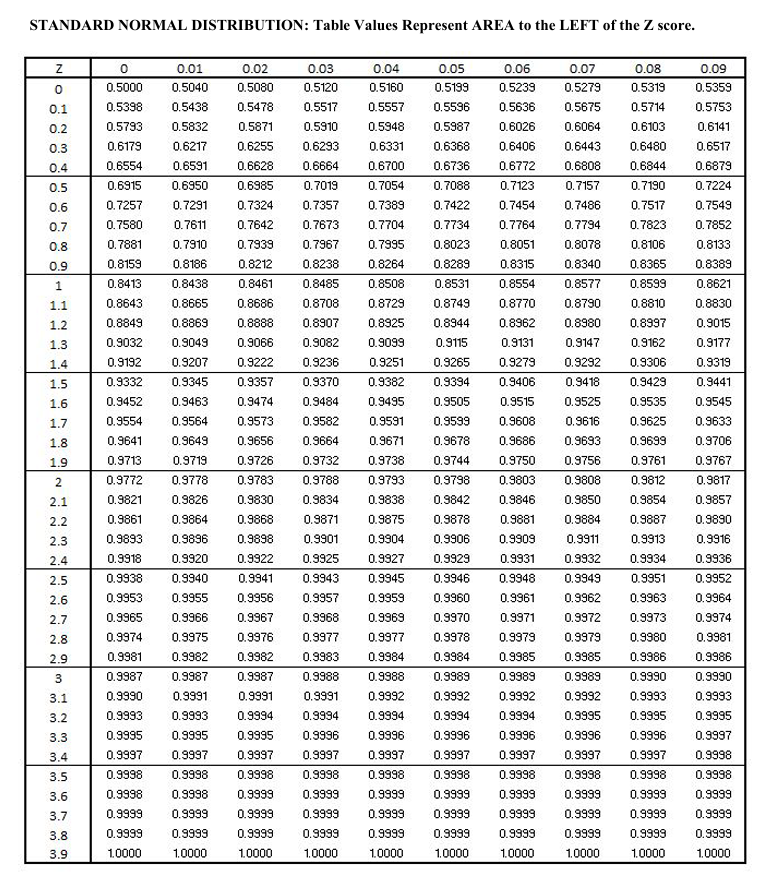 STANDARD NORMAL DISTRIBUTION: Table Values Represent AREA to the LEFT of the Z score.
Z 0 0.01 0.02 0.03 0.04 0.05 0.06 0.07 0.08 0.09
0 0.5000 0.5040 0.5080 0.5120 0.5160 0.5199 0.5239 0.5279 0.5319 0.5359
0.1 0.5398 0.5438 0.5478 0.5517 0.5557 0.5596 0.5636 0.5675 0.5714 0.5753
0.2 0.5793 0.5832 0.5871 0.5910 0.5948 0.5987 0.6026 0.6064 0.6103 0.6141
0.3 0.6179 0.6217 0.6255 0.6293 0.6331 0.6368 0.6406 0.6443 0.6480 0.6517
0.4 0.6554 0.6591 0.6628 0.6664 0.6700 0.6736 0.6772 0.6808 0.6844 0.6879
0.5 0.6915 0.6950 0.6985 0.7019 0.7054 0.7088 0.7123 0.7157 0.7190 0.7224
0.6 0.7257 0.7291 0.7324 0.7357 0.7389 0.7422 0.7454 0.7486 0.7517 0.7549
0.7 0.7580 0.7611 0.7642 0.7673 0.7704 0.7734 0.7764 0.7794 0.7823 0.7852
0.8 0.7881 0.7910 0.7939 0.7967 0.7995 0.8023 0.8051 0.8078 0.8106 0.8133
0.9 0.8159 0.8186 0.8212 0.8238 0.8264 0.8289 0.8315 0.8340 0.8365 0.8389
1 0.8413 0.8438 0.8461 0.8485 0.8508 0.8531 0.8554 0.8577 0.8599 0.8621
1.1 0.8643 0.8665 0.8686 0.8708 0.8729 0.8749 0.8770 0.8790 0.8810 0.8830
1.2 0.8849 0.8869 0.8888 0.8907 0.8925 0.8944 0.8962 0.8980 0.8997 0.9015
1.3 0.9032 0.9049 0.9066 0.9082 0.9099 0.9115 0.9131 0.9147 0.9162 0.9177
1.4 0.9192 0.9207 0.9222 0.9236 0.9251 0.9265 0.9279 0.9292 0.9306 0.9319
1.5 0.9332 0.9345 0.9357 0.9370 0.9382 0.9394 0.9406 0.9418 0.9429 0.9441
1.6 0.9452 0.9463 0.9474 0.9484 0.9495 0.9505 0.9515 0.9525 0.9535 0.9545
1.7 0.9554 0.9564 0.9573 0.9582 0.9591 0.9599 0.9608 0.9616 0.9625 0.9633
1.8 0.9641 0.9649 0.9656 0.9664 0.9671 0.9678 0.9686 0.9693 0.9699 0.9706
1.9 0.9713 0.9719 0.9726 0.9732 0.9738 0.9744 0.9750 0.9756 0.9761 0.9767
2 0.9772 0.9778 0.9783 0.9788 0.9793 0.9798 0.9803 0.9808 0.9812 0.9817
2.1 0.9821 0.9826 0.9830 0.9834 0.9838 0.9842 0.9846 0.9850 0.9854 0.9857
2.2 0.9861 0.9864 0.9868 0.9871 0.9875 0.9878 0.9881 0.9884 0.9887 0.9890
2.3 0.9893 0.9896 0.9898 0.9901 0.9904 0.9906 0.9909 0.9911 0.9913 0.9916
2.4 0.9918 0.9920 0.9922 0.9925 0.9927 0.9929 0.9931 0.9932 0.9934 0.9936
2.5 0.9938 0.9940 0.9941 0.9943 0.9945 0.9946 0.9948 0.9949 0.9951 0.9952
2.6 0.9953 0.9955 0.9956 0.9957 0.9959 0.9960 0.9961 0.9962 0.9963 0.9964
2.7 0.9965 0.9966 0.9967 0.9968 0.9969 0.9970 0.9971 0.9972 0.9973 0.9974
2.8 0.9974 0.9975 0.9976 0.9977 0.9977 0.9978 0.9979 0.9979 0.9980 0.9981
2.9 0.9981 0.9982 0.9982 0.9983 0.9984 0.9984 0.9985 0.9985 0.9986 0.9986
3 0.9987 0.9987 0.9987 0.9988 0.9988 0.9989 0.9989 0.9989 0.9990 0.9990
3.1 0.9990 0.9991 0.9991 0.9991 0.9992 0.9992 0.9992 0.9992 0.9993 0.9993
3.2 0.9993 0.9993 0.9994 0.9994 0.9994 0.9994 0.9994 0.9995 0.9995 0.9995
3.3 0.9995 0.9995 0.9995 0.9996 0.9996 0.9996 0.9996 0.9996 0.9996 0.9997
3.4 0.9997 0.9997 0.9997 0.9997 0.9997 0.9997 0.9997 0.9997 0.9997 0.9998
3.5 0.9998 0.9998 0.9998 0.9998 0.9998 0.9998 0.9998 0.9998 0.9998 0.9998
3.6 0.9998 0.9998 0.9999 0.9999 0.9999 0.9999 0.9999 0.9999 0.9999 0.9999
3.7 0.9999 0.9999 0.9999 0.9999 0.9999 0.9999 0.9999 0.9999 0.9999 0.9999
3.8 0.9999 0.9999 0.9999 0.9999 0.9999 0.9999 0.9999 0.9999 0.9999 0.9999
3.9 1.0000 1.0000 1.0000 1.0000 1.0000 1.0000 1.0000 1.0000 1.0000 1.0000